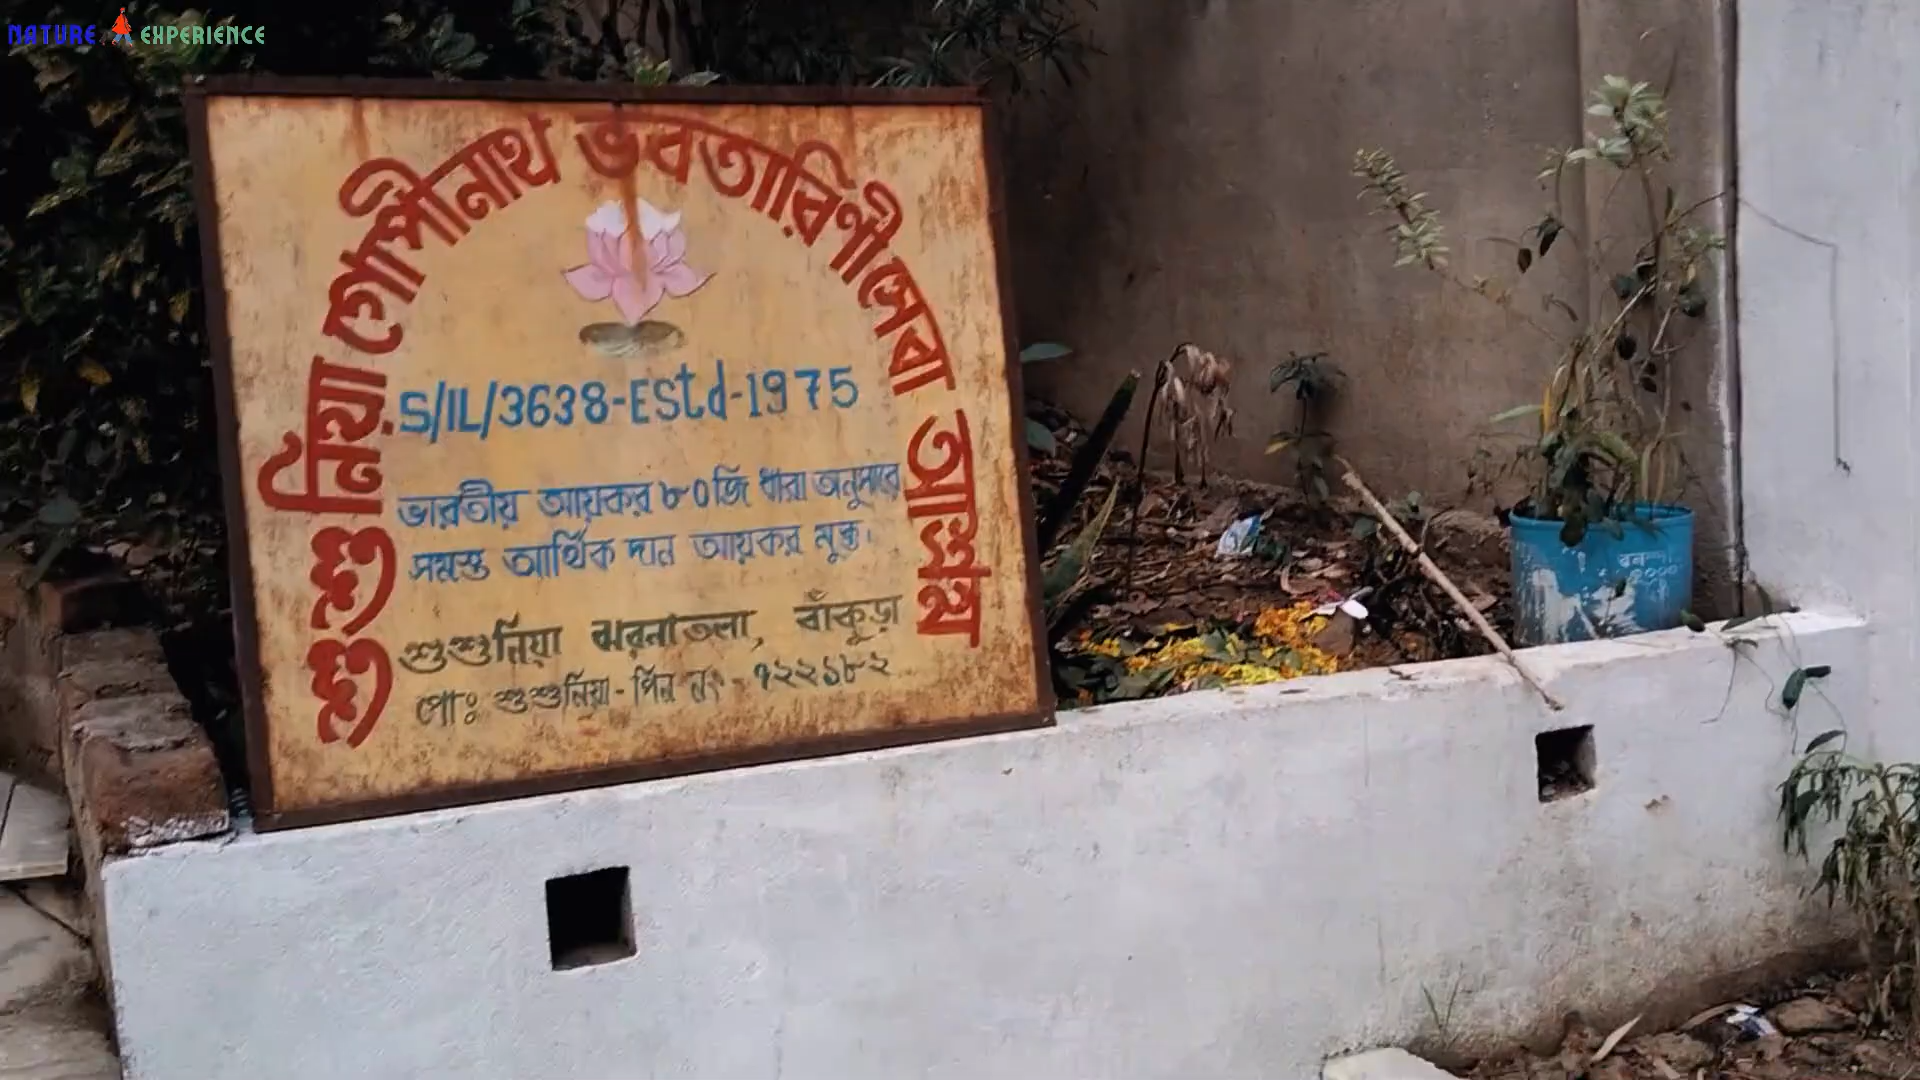 NATURE EXPERIENCE
শুশুনিয়া গোপীনাথ ভবতারিণী সেবা আশ্রম
S/IL/3638-EStd-1975
ভারতীয় আয়কর ৮০জি ধারা অনুসারে
সমস্ত আর্থিক দান আয়কর মুক্ত।
শুশুনিয়া ঝরনাতলা, বাঁকুড়া
পোঃ শুশুনিয়া - পিন নং - ৭২২১৮২